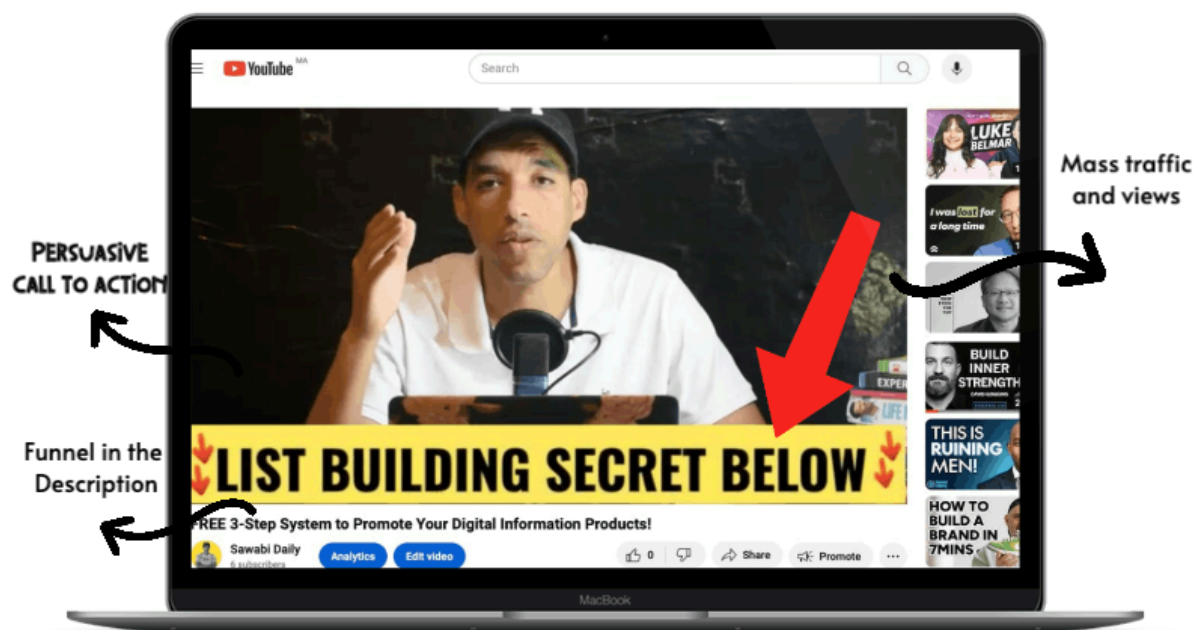 YouTube MA
Search
LUKE
BELMAR
I was lost for
a long time
Mass traffic
and views
PERSUASIVE
CALL TO ACTION
BUILD
INNER
STRENGTH
EXPER
LIFE
THIS IS
RUINING
MEN!
Funnel in the
Description
LIST BUILDING SECRET BELOW
FREE 3-Step System to Promote Your Digital Information Products!
HOW TO
BUILD A
BRAND IN
7MINS
Sawabi Daily
6 subscribers
Analytics
Edit video
0
Share
Promote
MacBook